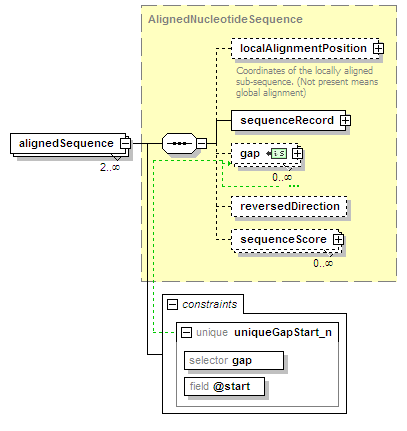 AlignedNucleotideSequence
localAlignmentPosition
Coordinates of the locally aligned
sub-sequence. (Not present means
global alignment)
alignedSequence
2..∞
sequenceRecord
gap
0..∞
reversedDirection
sequenceScore
0..∞
constraints
unique uniqueGapStart_n
selector gap
field @start